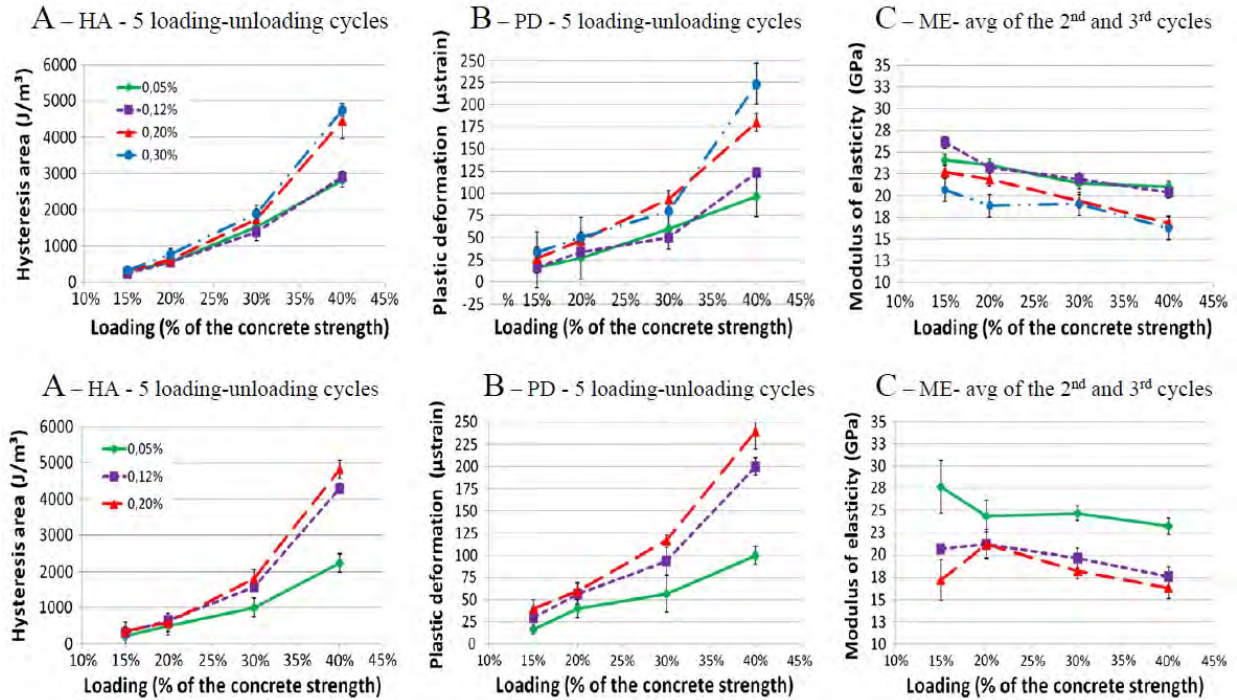 A – HA - 5 loading-unloading cycles
Hysteresis area (J/m³)
6000
5000
4000
3000
2000
1000
0
0,05%
0,12%
0,20%
0,30%
10% 15% 20% 25% 30% 35% 40% 45%
Loading (% of the concrete strength)
B – PD - 5 loading-unloading cycles
Plastic deformation (µstrain)
250
225
200
175
150
125
100
75
50
25
0
-25
% 15% 20% 25% 30% 35% 40% 45%
Loading (% of the concrete strength)
C – ME- avg of the 2nd and 3rd cycles
Modulus of elasticity (GPa)
35
33
30
28
25
23
20
18
15
13
10
10% 15% 20% 25% 30% 35% 40% 45%
Loading (% of the concrete strength)
A – HA - 5 loading-unloading cycles
Hysteresis area (J/m³)
6000
5000
4000
3000
2000
1000
0
0,05%
0,12%
0,20%
10% 15% 20% 25% 30% 35% 40% 45%
Loading (% of the concrete strength)
B – PD - 5 loading-unloading cycles
Plastic deformation (µstrain)
250
225
200
175
150
125
100
75
50
25
0
10% 15% 20% 25% 30% 35% 40% 45%
Loading (% of the concrete strength)
C – ME- avg of the 2nd and 3rd cycles
Modulus of elasticity (GPa)
35
33
30
28
25
23
20
18
15
13
10
10% 15% 20% 25% 30% 35% 40% 45%
Loading (% of the concrete strength)